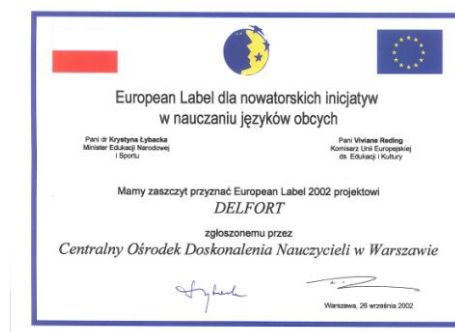 European Label dla nowatorskich inicjatyw
w nauczaniu języków obcych
Pani dr Krystyna Łybacka
Minister Edukacji Narodowej
i Sportu
Pani Viviane Reding
Komisarz Unii Europejskiej
ds. Edukacji i Kultury
Mamy zaszczyt przyznać European Label 2002 projektowi
DELFORT
zgłoszonemu przez
Centralny Ośrodek Doskonalenia Nauczycieli w Warszawie
Warszawa, 26 września 2002